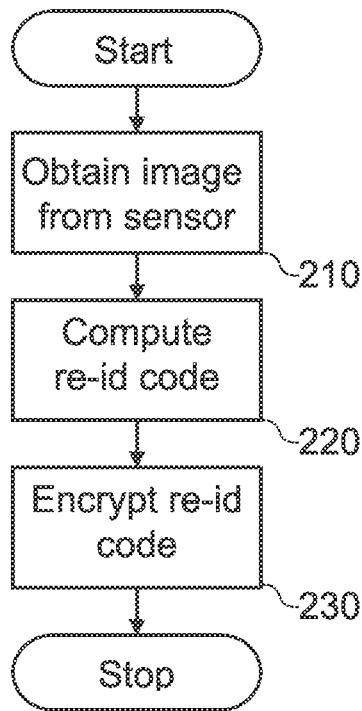 Start
Obtain image
from sensor
210
Compute
re-id code
220
Encrypt re-id
code
230
Stop